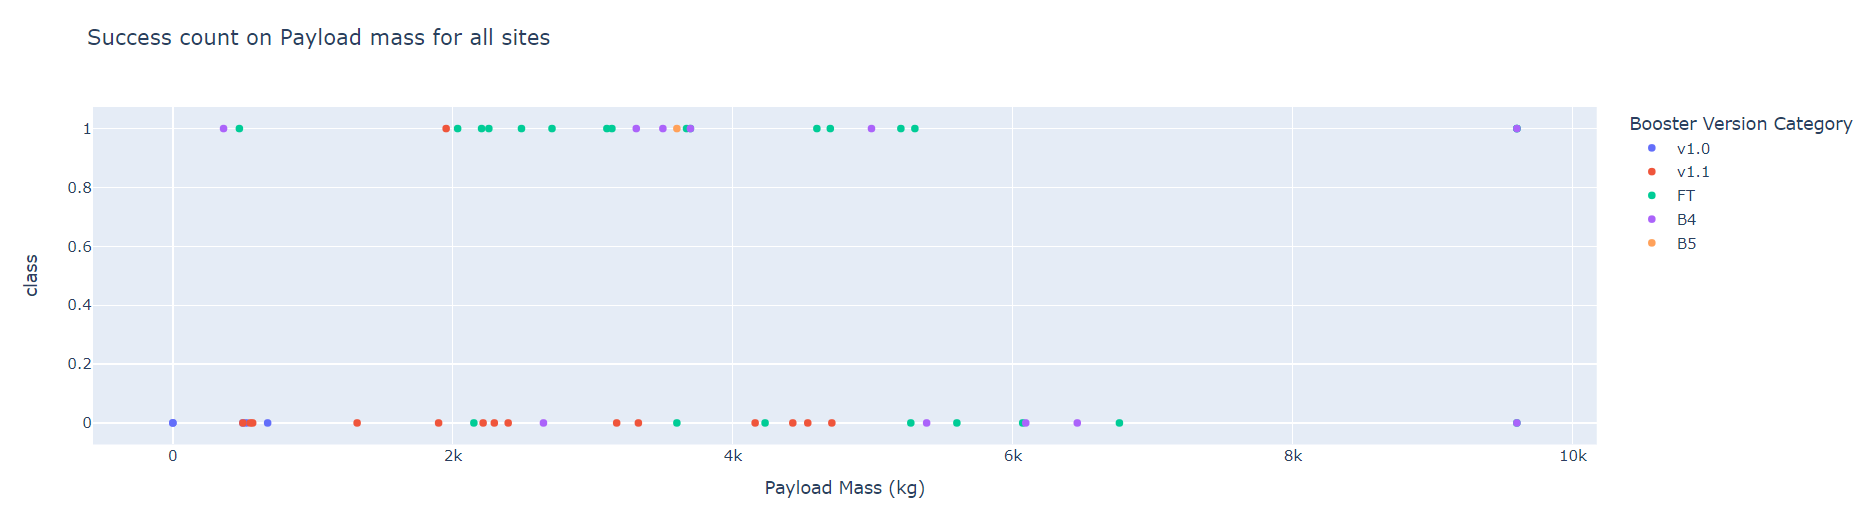 Success count on Payload mass for all sites
Booster Version Category
v1.0
v1.1
FT
B4
B5
class
1
0.8
0.6
0.4
0.2
0
0 2k 4k 6k 8k 10k
Payload Mass (kg)